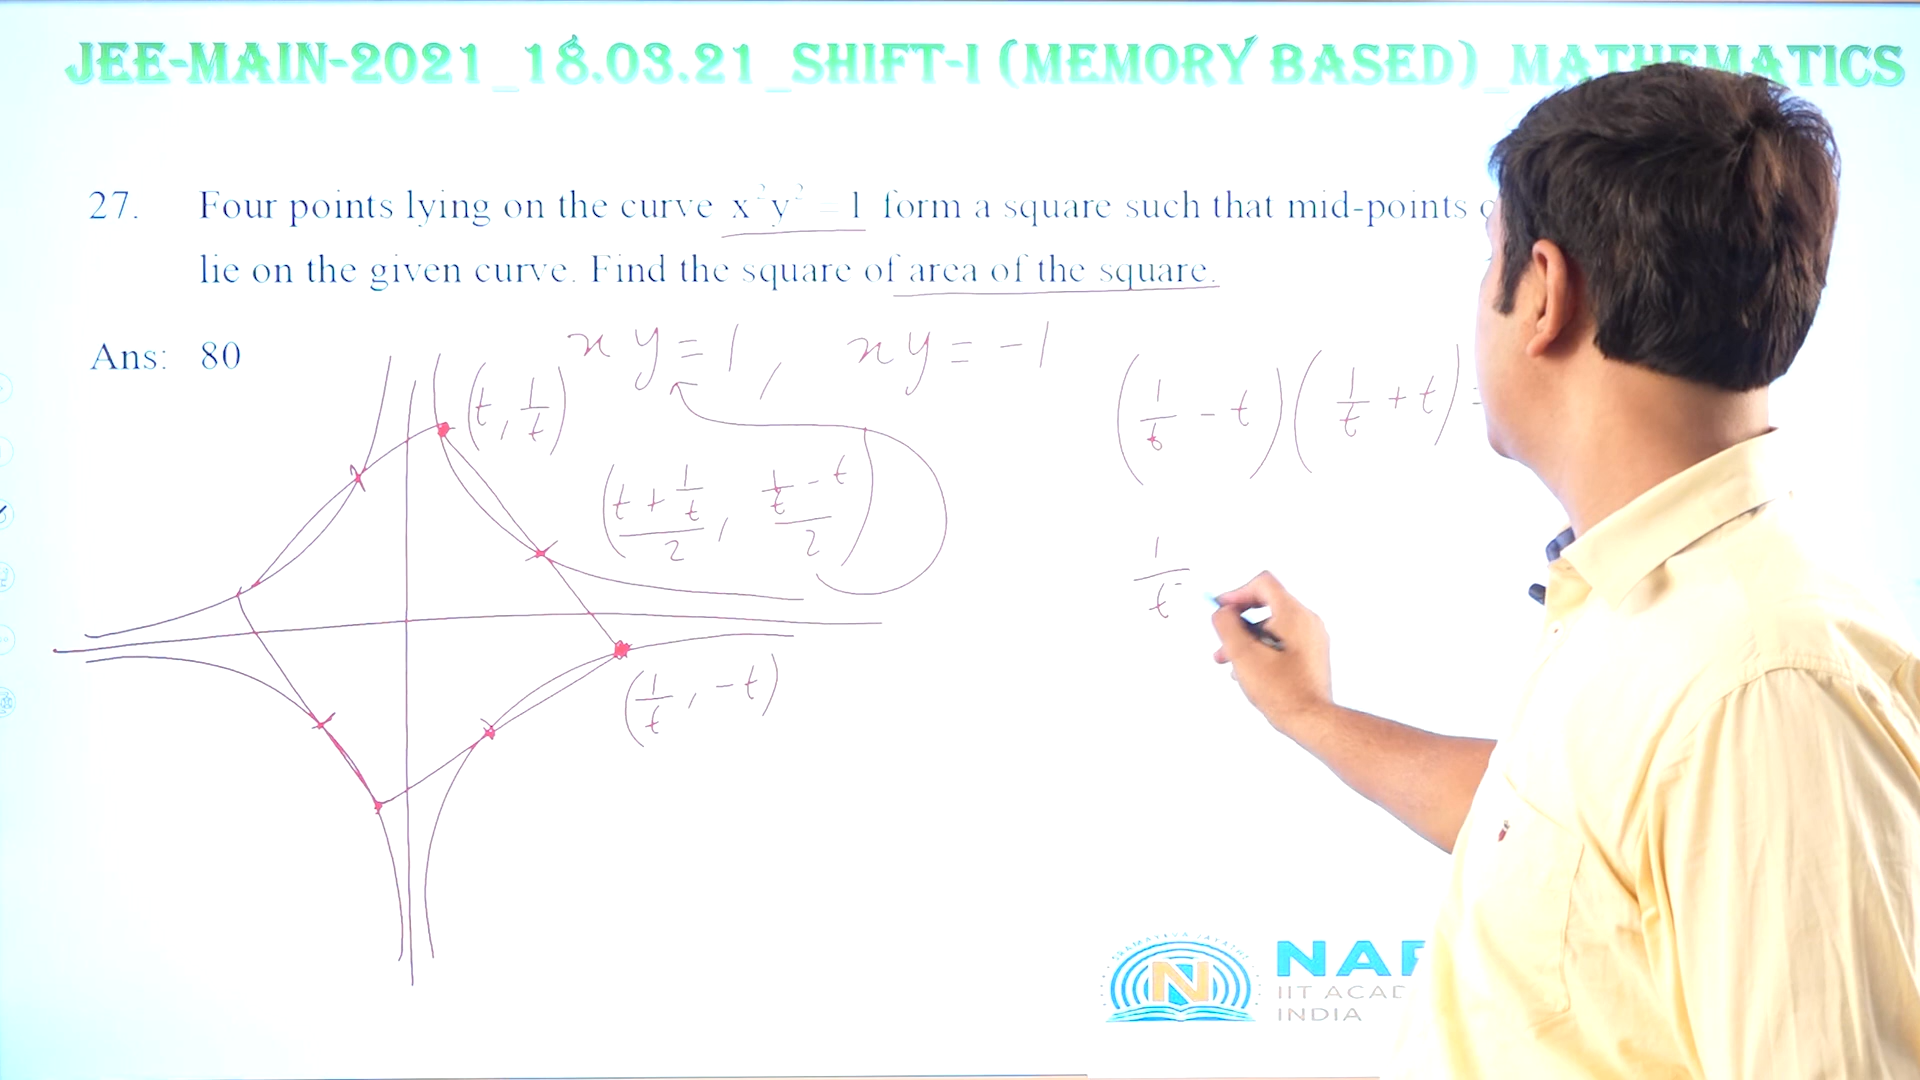 JEE-MAIN-2021_18.03.21_SHIFT-I (MEMORY BASED)_MATHEMATICS
27. Four points lying on the curve x²y² = 1 form a square such that mid-points
lie on the given curve. Find the square of area of the square.
Ans: 80
xy = 1, xy = -1
(t, 1/t)
(1/t - t)(1/t + t) =
((t + 1/t)/2, (1/t - t)/2)
1/t
(1/t, -t)
N
NAR
IIT ACAD
INDIA